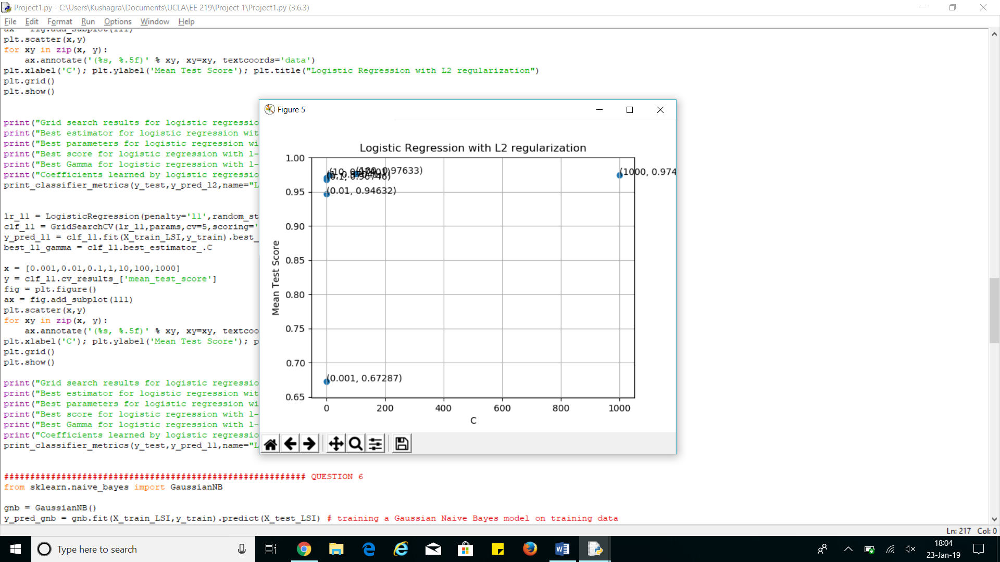 Project1.py - C:\Users\Kushagra\Documents\UCLA\EE 219\Project 1\Project1.py (3.6.3)
File Edit Format Run Options Window Help
ax = fig.add_subplot(111)
plt.scatter(x,y)
for xy in zip(x, y):
    ax.annotate('(%s, %.5f)' % xy, xy=xy, textcoords='data')
plt.xlabel('C'); plt.ylabel('Mean Test Score'); plt.title("Logistic Regression with L2 regularization")
plt.grid()
plt.show()
print("Grid search results for logistic regressio
print("Best estimator for logistic regression wit
print("Best parameters for logistic regression wi
print("Best score for logistic regression with l-
print("Best Gamma for logistic regression with l-
print("Coefficients learned by logistic regressio
print_classifier_metrics(y_test,y_pred_l2,name="L
lr_l1 = LogisticRegression(penalty='l1',random_st
clf_l1 = GridSearchCV(lr_l1,params,cv=5,scoring='
y_pred_l1 = clf_l1.fit(X_train_LSI,y_train).best_
best_l1_gamma = clf_l1.best_estimator_.C
x = [0.001,0.01,0.1,1,10,100,1000]
y = clf_l1.cv_results_['mean_test_score']
fig = plt.figure()
ax = fig.add_subplot(111)
plt.scatter(x,y)
for xy in zip(x, y):
    ax.annotate('(%s, %.5f)' % xy, xy=xy, textcoo
plt.xlabel('C'); plt.ylabel('Mean Test Score'); p
plt.grid()
plt.show()
print("Grid search results for logistic regressio
print("Best estimator for logistic regression wit
print("Best parameters for logistic regression wi
print("Best score for logistic regression with l-
print("Best Gamma for logistic regression with l-
print("Coefficients learned by logistic regressio
print_classifier_metrics(y_test,y_pred_l1,name="L
########################################################## QUESTION 6
from sklearn.naive_bayes import GaussianNB
gnb = GaussianNB()
y_pred_gnb = gnb.fit(X_train_LSI,y_train).predict(X_test_LSI) # training a Gaussian Naive Bayes model on training data
Figure 5
Logistic Regression with L2 regularization
Mean Test Score
1.00
0.95
0.90
0.85
0.80
0.75
0.70
0.65
(1000, 0.974
(0.01, 0.94632)
(0.001, 0.67287)
0 200 400 600 800 1000
C
Ln: 217 Col: 0
Type here to search
18:04
23-Jan-19